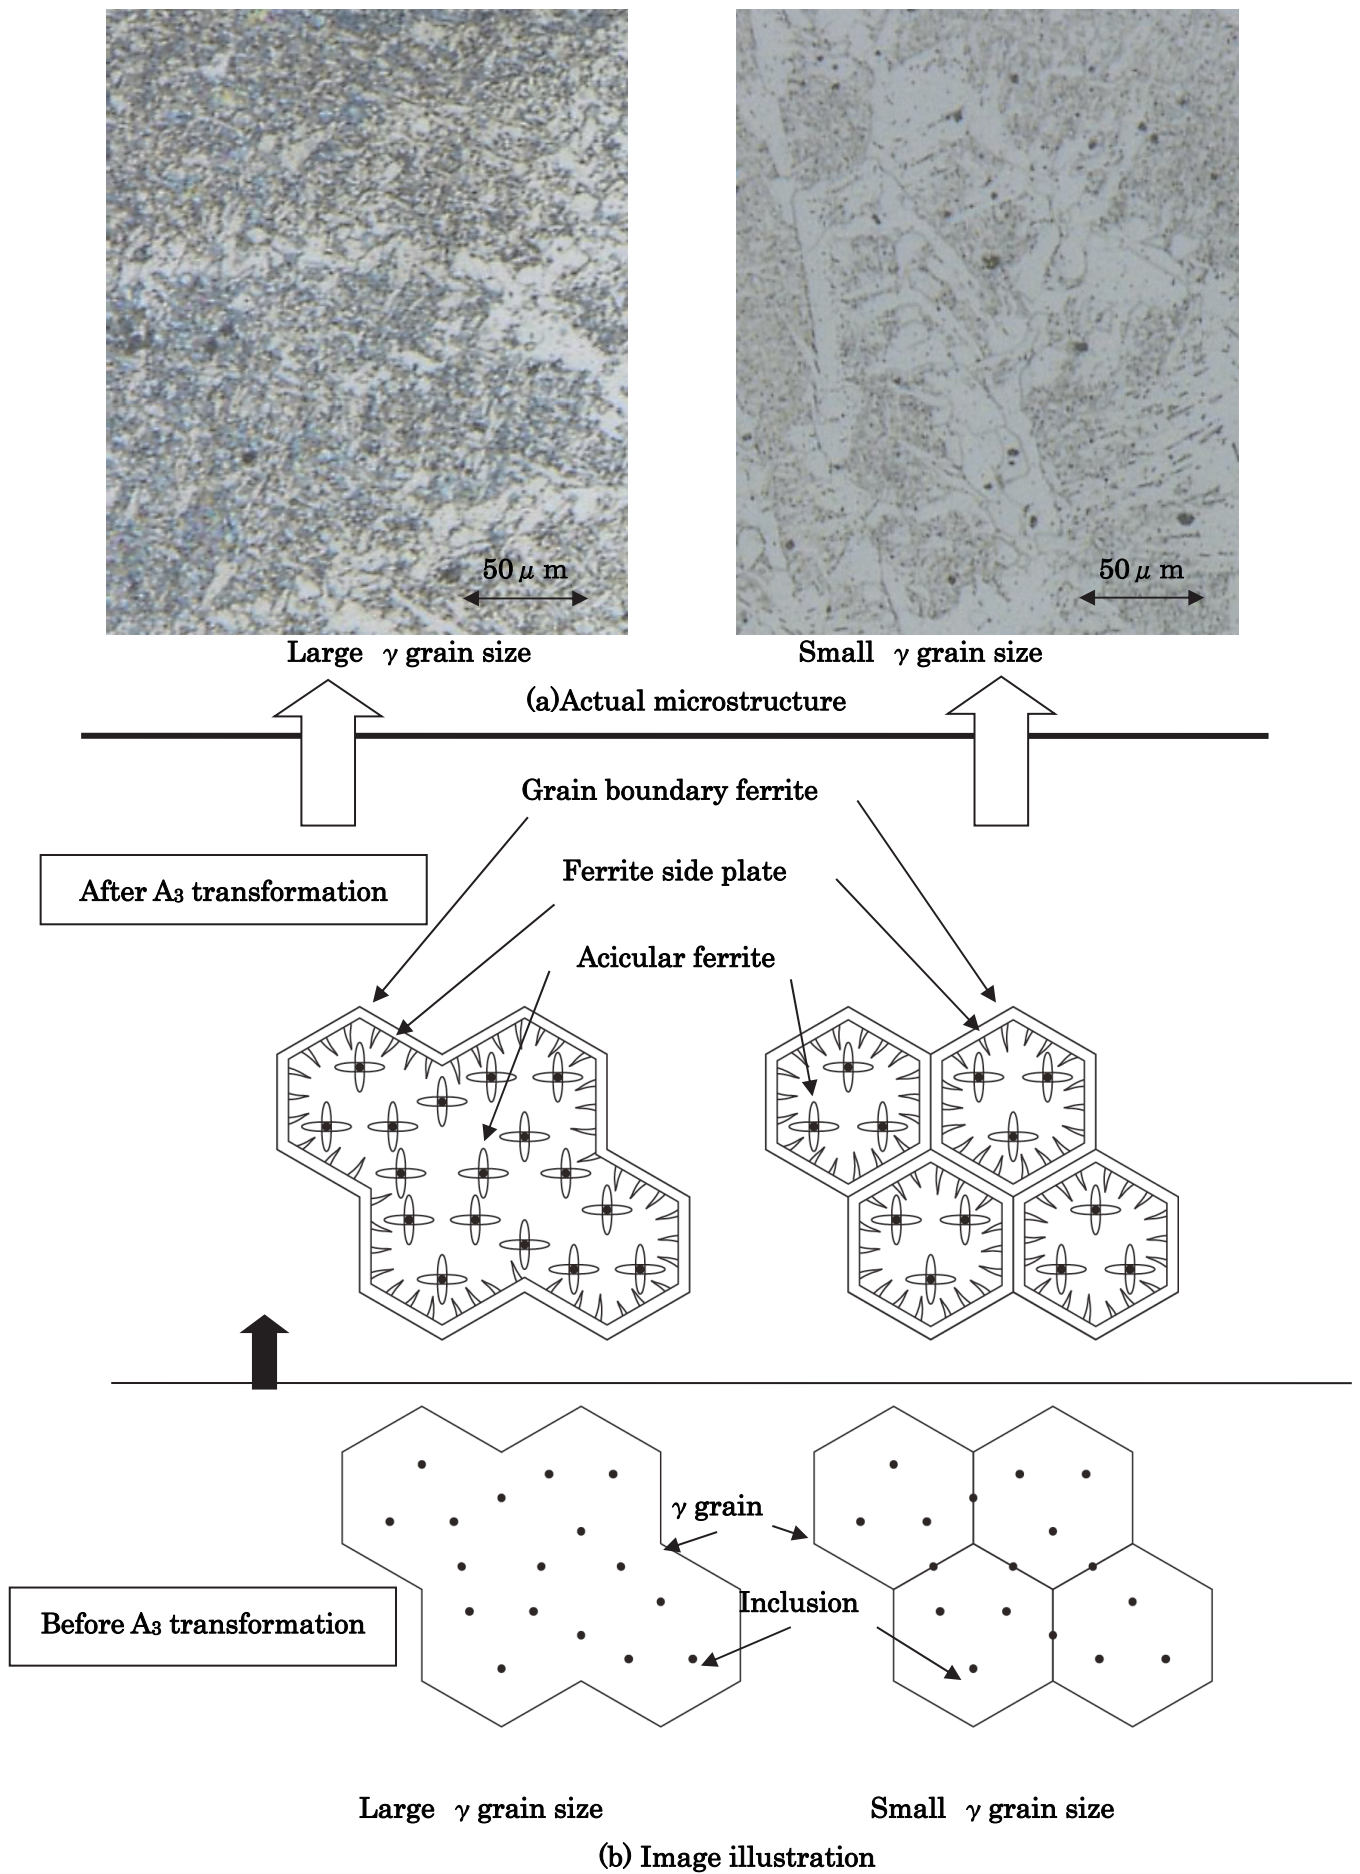 50 μ m
50 μ m
Large γ grain size
Small γ grain size
(a)Actual microstructure
Grain boundary ferrite
Ferrite side plate
After A₃ transformation
Acicular ferrite
γ grain
Inclusion
Before A₃ transformation
Large γ grain size
Small γ grain size
(b) Image illustration